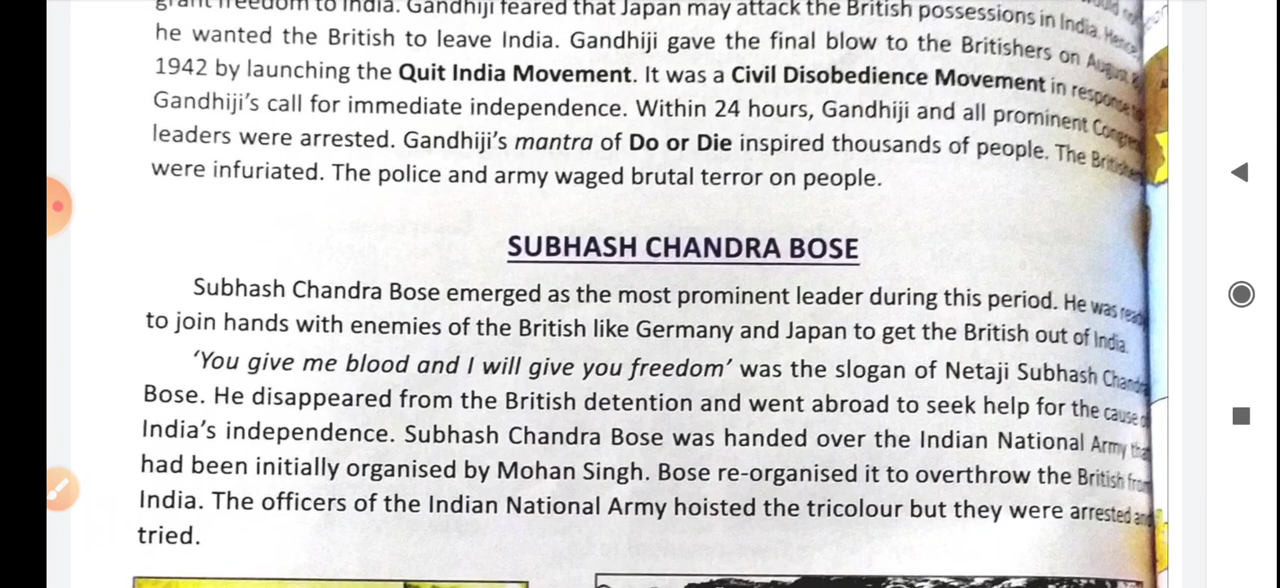 grant freedom to India. Gandhiji feared that Japan may attack the British possessions in India. Hence
he wanted the British to leave India. Gandhiji gave the final blow to the Britishers on August 8
1942 by launching the Quit India Movement. It was a Civil Disobedience Movement in response to
Gandhiji's call for immediate independence. Within 24 hours, Gandhiji and all prominent Congress
leaders were arrested. Gandhiji's mantra of Do or Die inspired thousands of people. The Britishers
were infuriated. The police and army waged brutal terror on people.
SUBHASH CHANDRA BOSE
Subhash Chandra Bose emerged as the most prominent leader during this period. He was
to join hands with enemies of the British like Germany and Japan to get the British out of India.
'You give me blood and I will give you freedom' was the slogan of Netaji Subhash Chandra
Bose. He disappeared from the British detention and went abroad to seek help for the cause
India's independence. Subhash Chandra Bose was handed over the Indian National Army
had been initially organised by Mohan Singh. Bose re-organised it to overthrow the British from
India. The officers of the Indian National Army hoisted the tricolour but they were arrested and
tried.